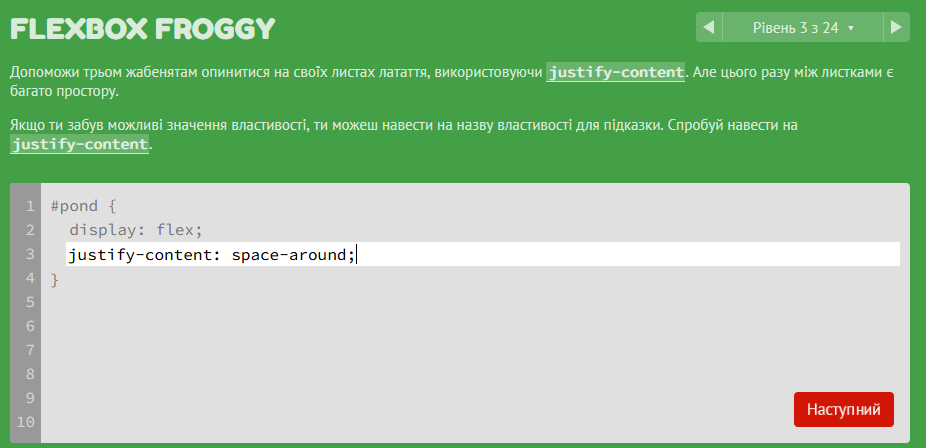 FLEXBOX FROGGY
◀ Рівень 3 з 24 ▾ ▶
Допоможи трьом жабенятам опинитися на своїх листах латаття, використовуючи justify-content. Але цього разу між листками є
багато простору.
Якщо ти забув можливі значення властивості, ти можеш навести на назву властивості для підказки. Спробуй навести на
justify-content.
1 #pond {
2 display: flex;
3 justify-content: space-around;
4 }
5
6
7
8
9
10
Наступний